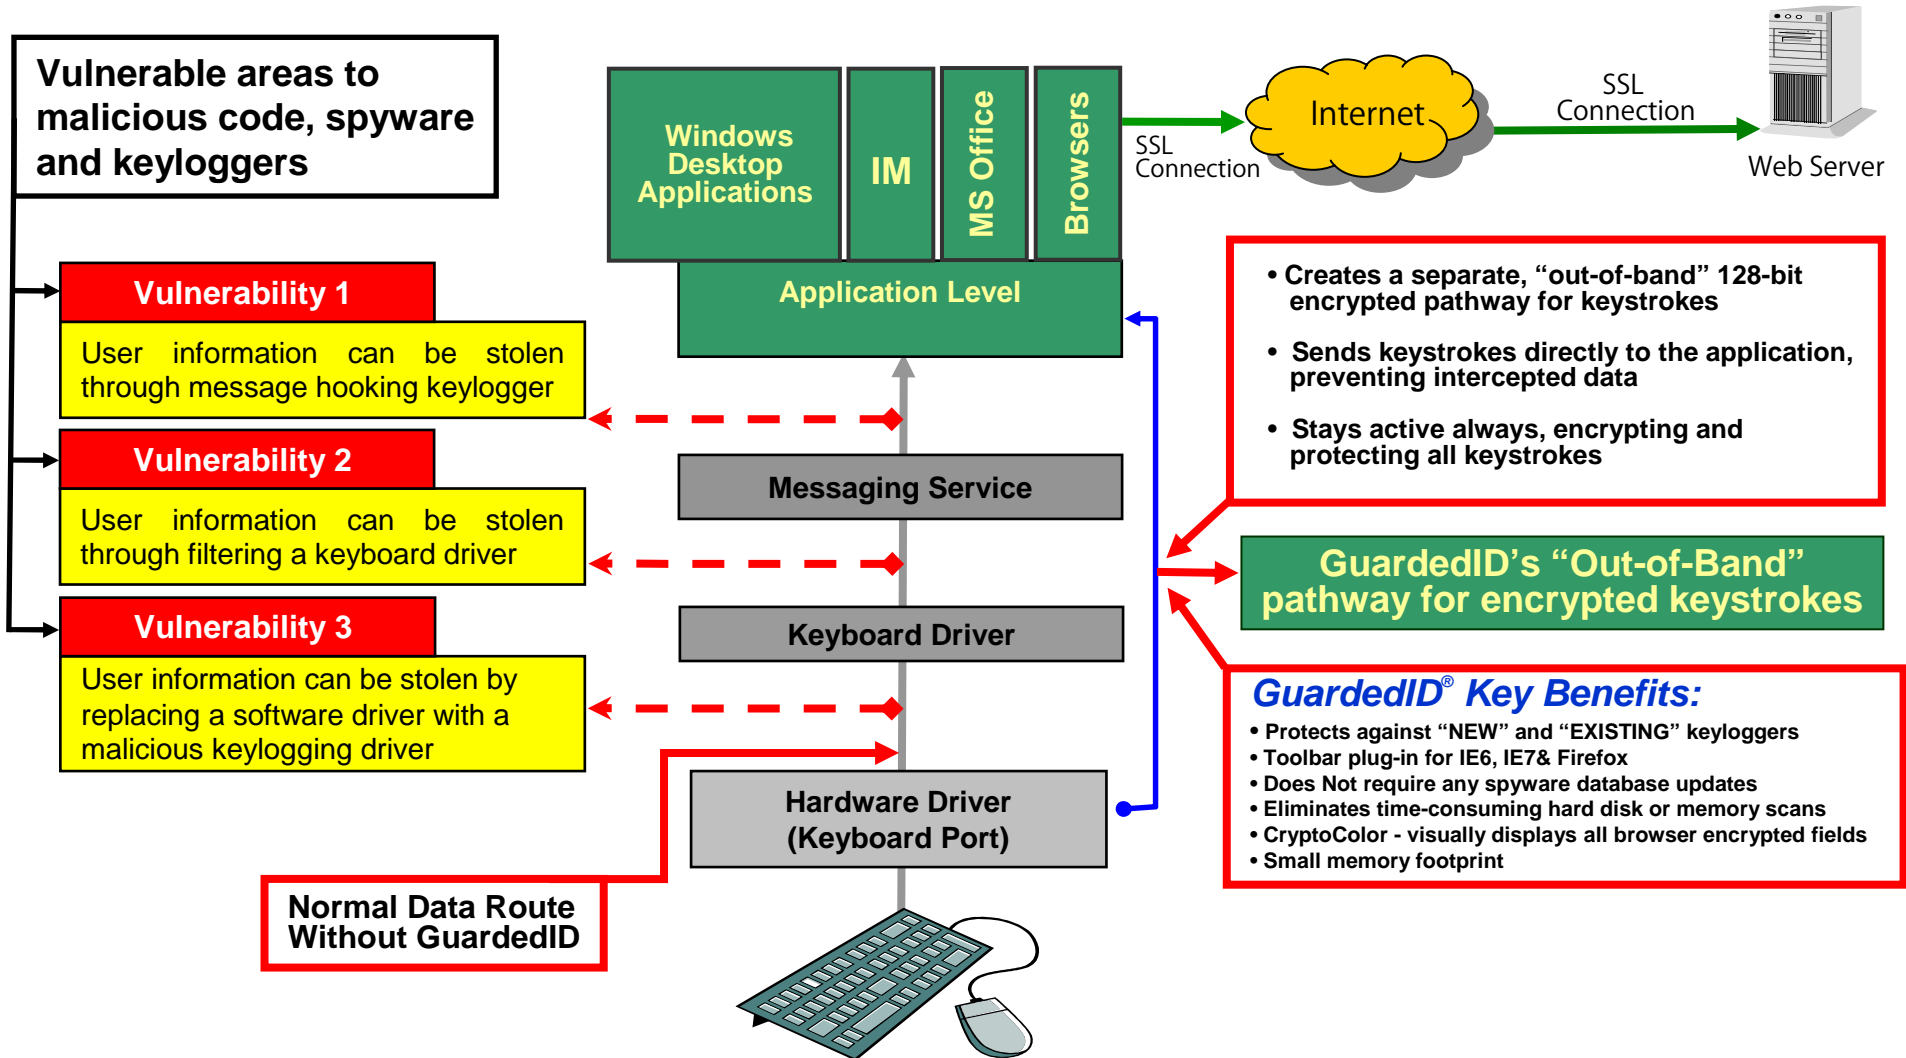 Vulnerable areas to
malicious code, spyware
and keyloggers
Vulnerability 1
User information can be stolen
through message hooking keylogger
Vulnerability 2
User information can be stolen
through filtering a keyboard driver
Vulnerability 3
User information can be stolen by
replacing a software driver with a
malicious keylogging driver
Normal Data Route
Without GuardedID
Windows
Desktop
Applications
IM
MS Office
Browsers
Application Level
Messaging Service
Keyboard Driver
Hardware Driver
(Keyboard Port)
SSL
Connection
Internet
SSL
Connection
Web Server
• Creates a separate, “out-of-band” 128-bit
encrypted pathway for keystrokes
• Sends keystrokes directly to the application,
preventing intercepted data
• Stays active always, encrypting and
protecting all keystrokes
GuardedID’s “Out-of-Band”
pathway for encrypted keystrokes
GuardedID® Key Benefits:
• Protects against “NEW” and “EXISTING” keyloggers
• Toolbar plug-in for IE6, IE7& Firefox
• Does Not require any spyware database updates
• Eliminates time-consuming hard disk or memory scans
• CryptoColor - visually displays all browser encrypted fields
• Small memory footprint